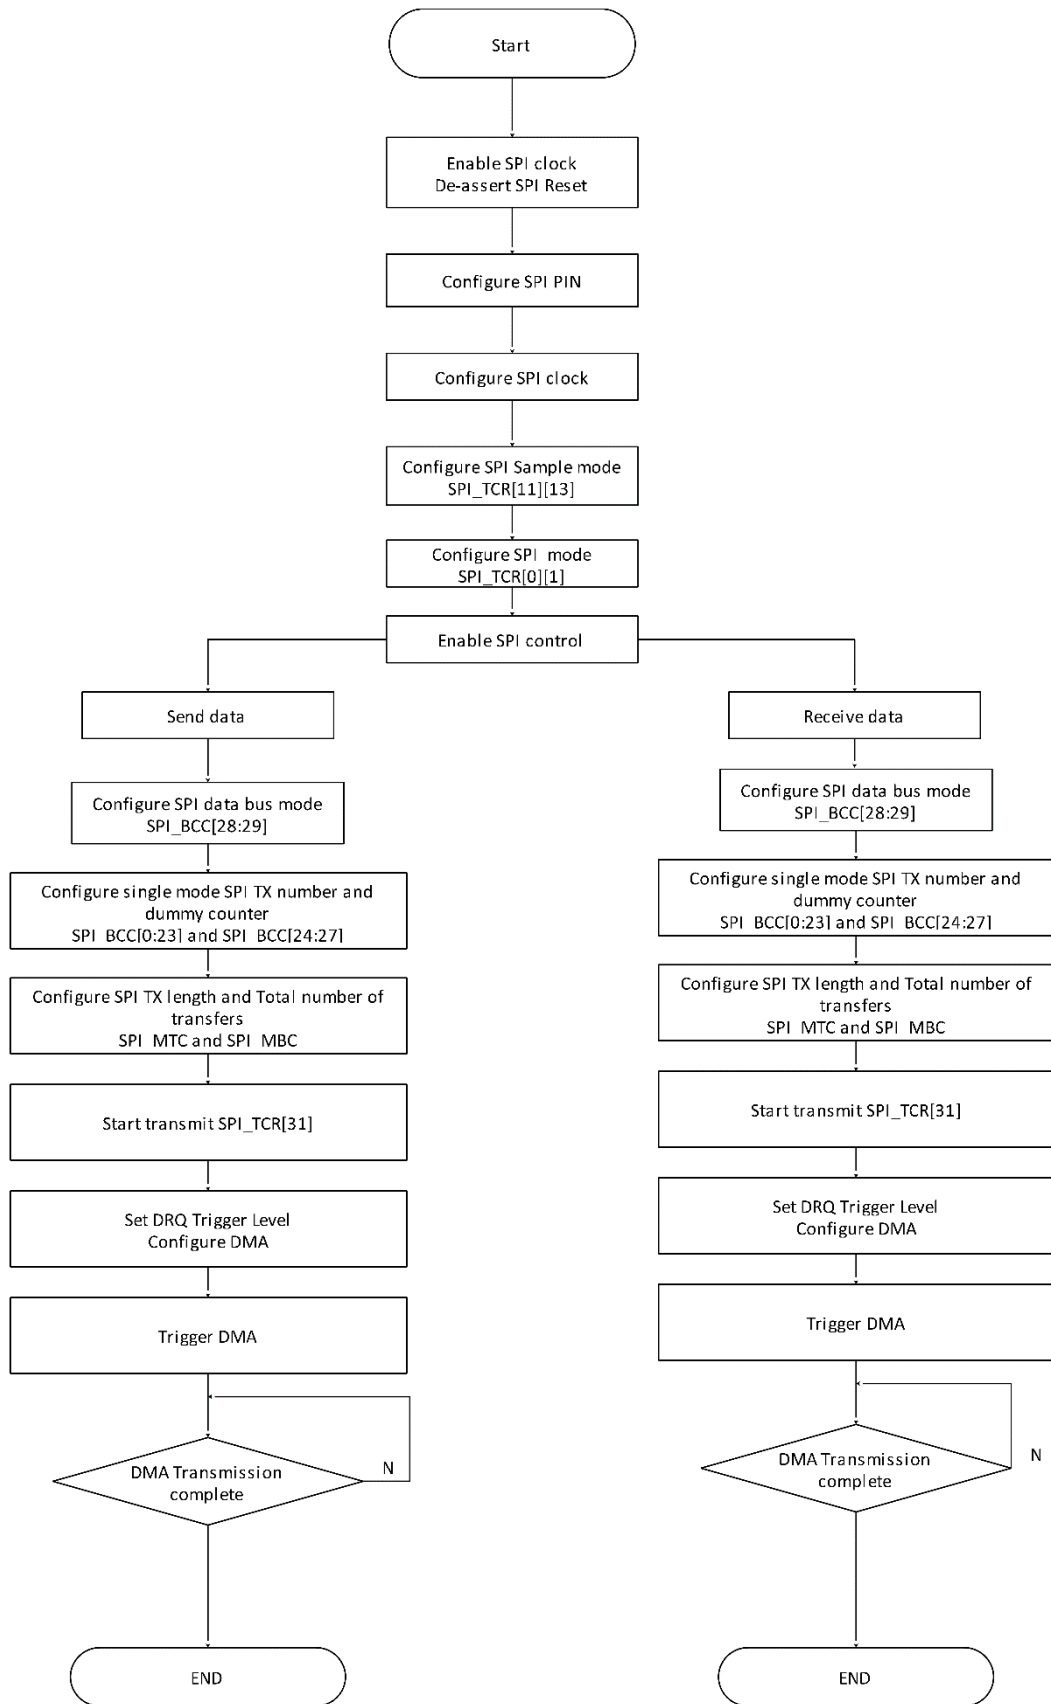 Start
Enable SPI clock
De-assert SPI Reset
Configure SPI PIN
Configure SPI clock
Configure SPI Sample mode
SPI_TCR[11][13]
Configure SPI mode
SPI_TCR[0][1]
Enable SPI control
Send data
Configure SPI data bus mode
SPI_BCC[28:29]
Configure single mode SPI TX number and
dummy counter
SPI_BCC[0:23] and SPI_BCC[24:27]
Configure SPI TX length and Total number of
transfers
SPI_MTC and SPI_MBC
Start transmit SPI_TCR[31]
Set DRQ Trigger Level
Configure DMA
Trigger DMA
DMA Transmission
complete
N
END
Receive data
Configure SPI data bus mode
SPI_BCC[28:29]
Configure single mode SPI TX number and
dummy counter
SPI_BCC[0:23] and SPI_BCC[24:27]
Configure SPI TX length and Total number of
transfers
SPI_MTC and SPI_MBC
Start transmit SPI_TCR[31]
Set DRQ Trigger Level
Configure DMA
Trigger DMA
DMA Transmission
complete
N
END